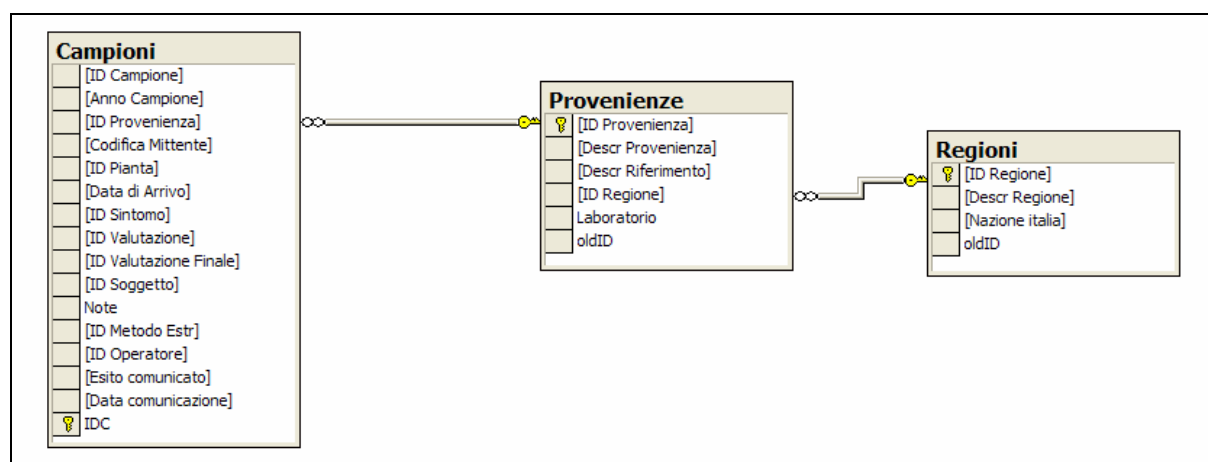 Campioni
[ID Campione]
[Anno Campione]
[ID Provenienza]
[Codifica Mittente]
[ID Pianta]
[Data di Arrivo]
[ID Sintomo]
[ID Valutazione]
[ID Valutazione Finale]
[ID Soggetto]
Note
[ID Metodo Estr]
[ID Operatore]
[Esito comunicato]
[Data comunicazione]
IDC
Provenienze
[ID Provenienza]
[Descr Provenienza]
[Descr Riferimento]
[ID Regione]
Laboratorio
oldID
Regioni
[ID Regione]
[Descr Regione]
[Nazione italia]
oldID